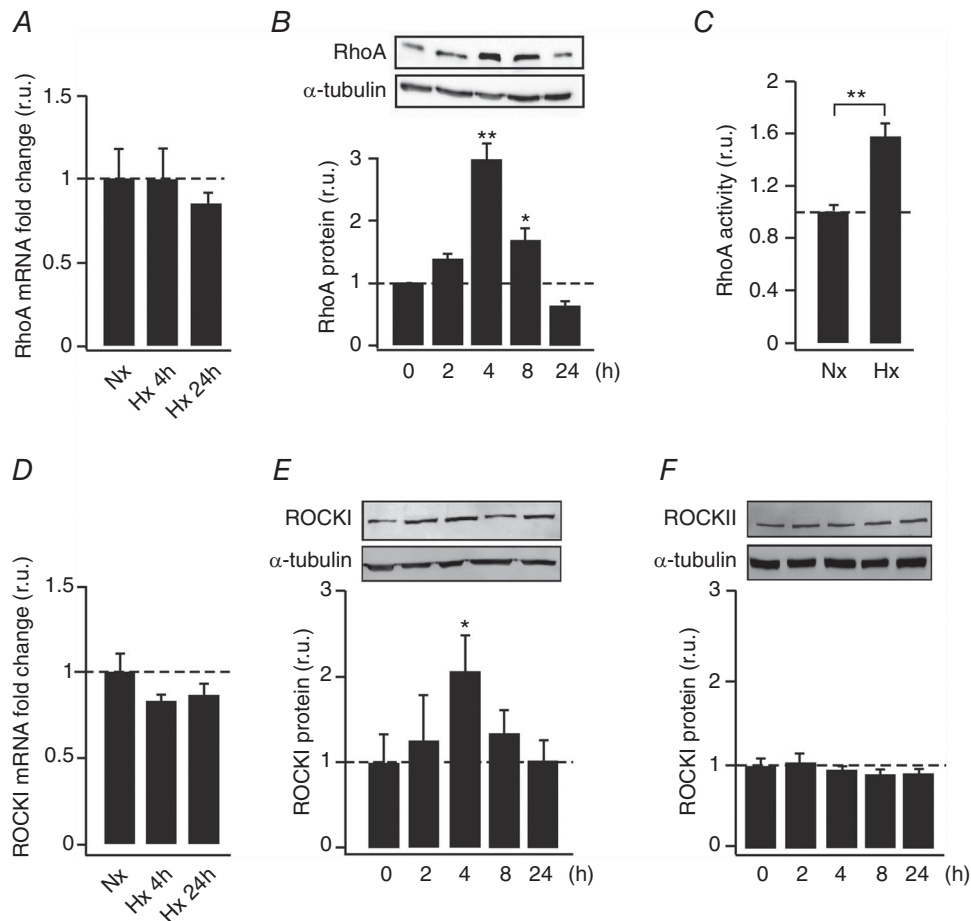 A
RhoA mRNA fold change (r.u.)
1.5
1
0.5
0
Nx
Hx 4h
Hx 24h
B
RhoA
α-tubulin
RhoA protein (r.u.)
3
2
1
0
**
*
0 2 4 8 24 (h)
C
RhoA activity (r.u.)
2
1.6
1.2
0.8
0.4
0
**
Nx Hx
D
ROCKI mRNA fold change (r.u.)
1.5
1
0.5
0
Nx
Hx 4h
Hx 24h
E
ROCKI
α-tubulin
ROCKI protein (r.u.)
3
2
1
0
*
0 2 4 8 24 (h)
F
ROCKII
α-tubulin
ROCKI protein (r.u.)
3
2
1
0
0 2 4 8 24 (h)